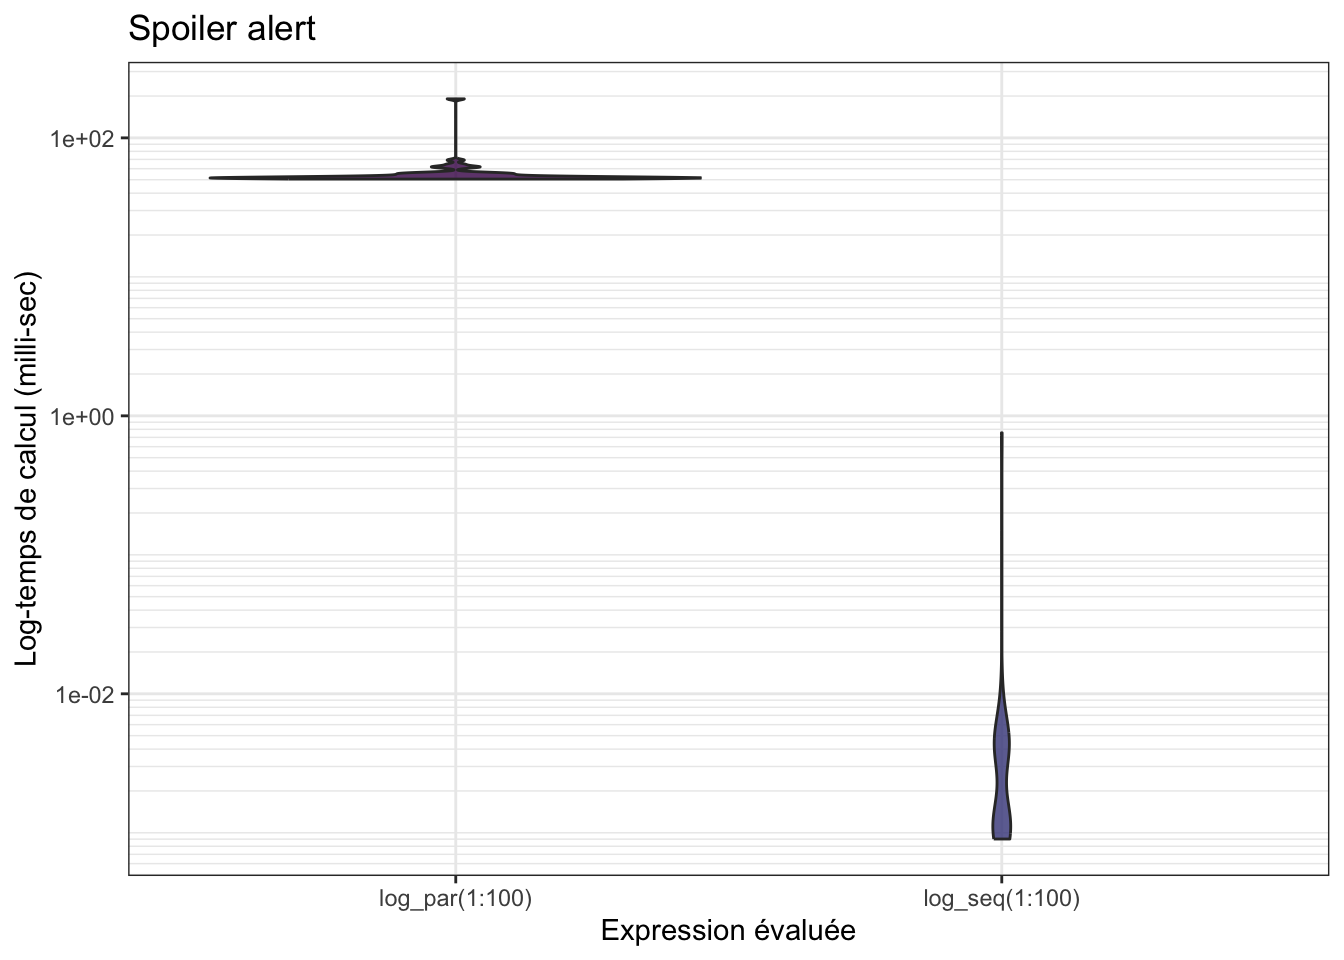 Spoiler alert
1e+02
1e+00
1e-02
Log-temps de calcul (milli-sec)
log_par(1:100)
log_seq(1:100)
Expression évaluée